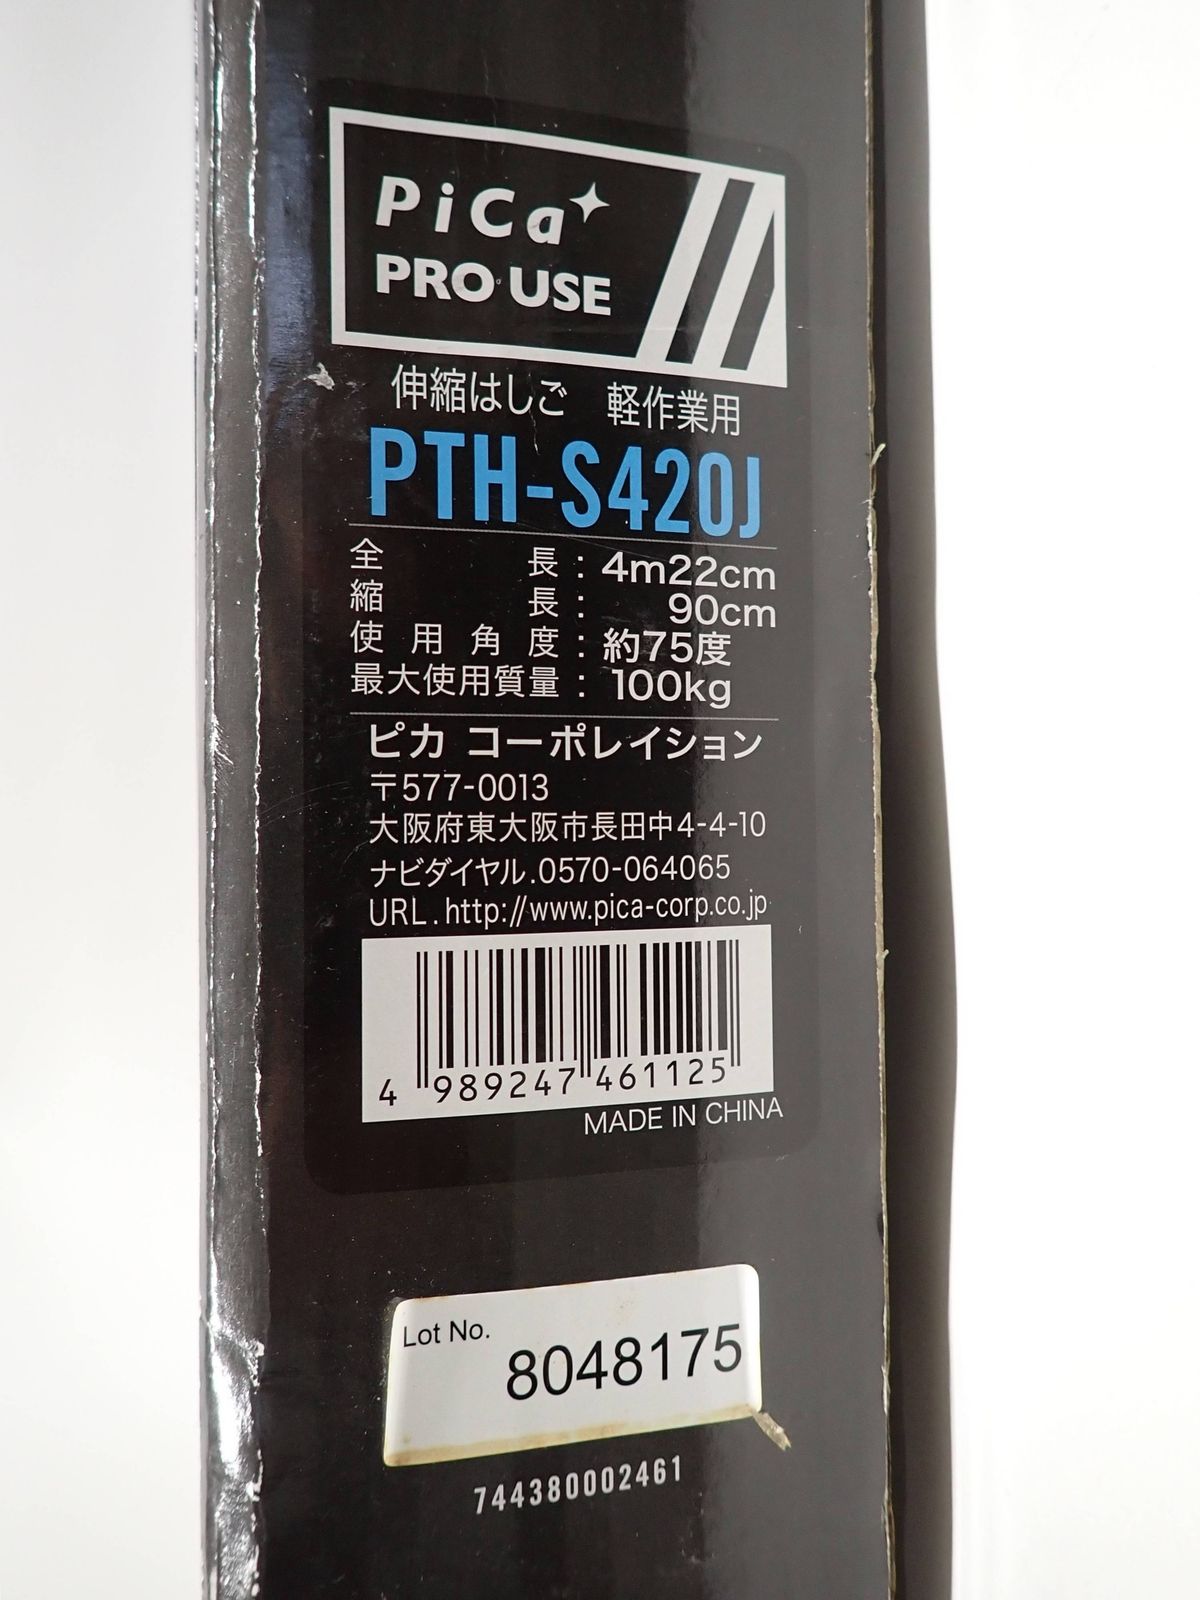 PiCa
PRO USE
伸縮はしご 軽作業用
PTH-S420J
全長：4m22cm
縮長：90cm
使用角度：約75度
最大使用質量：100kg
ピカ コーポレイション
〒577-0013
大阪府東大阪市長田中4-4-10
ナビダイヤル.0570-064065
URL.http://www.pica-corp.co.jp
4 989247 461125
MADE IN CHINA
Lot No.
8048175
744380002461